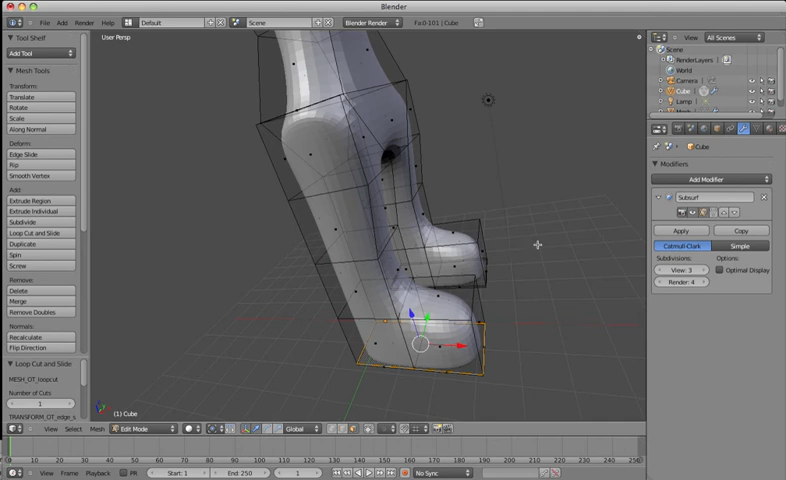 Blender
File Add Render Help Default Scene Blender Render Fa:0-101 | Cube
Tool Shelf
Add Tool
Mesh Tools
Transform:
Translate
Rotate
Scale
Along Normal
Deform:
Edge Slide
Rip
Smooth Vertex
Add:
Extrude Region
Extrude Individual
Subdivide
Loop Cut and Slide
Duplicate
Spin
Screw
Remove:
Delete
Merge
Remove Doubles
Normals:
Recalculate
Flip Direction
Loop Cut and Slide
MESH_OT_loopcut
Number of Cuts
1
TRANSFORM_OT_edge_s
User Persp
(1) Cube
View Select Mesh Edit Mode Global
View All Scenes
Scene
RenderLayers
World
Camera
Cube
Lamp
Cube
Modifiers
Add Modifier
Subsurf
Apply Copy
Catmull-Clark Simple
Subdivisions: Options:
View: 3 Optimal Display
Render: 4
0 10 20 30 40 50 60 70 80 90 100 110 120 130 140 150 160 170 180 190 200 210 220 230 240 250
View Frame Playback PR Start: 1 End: 250 1 No Sync